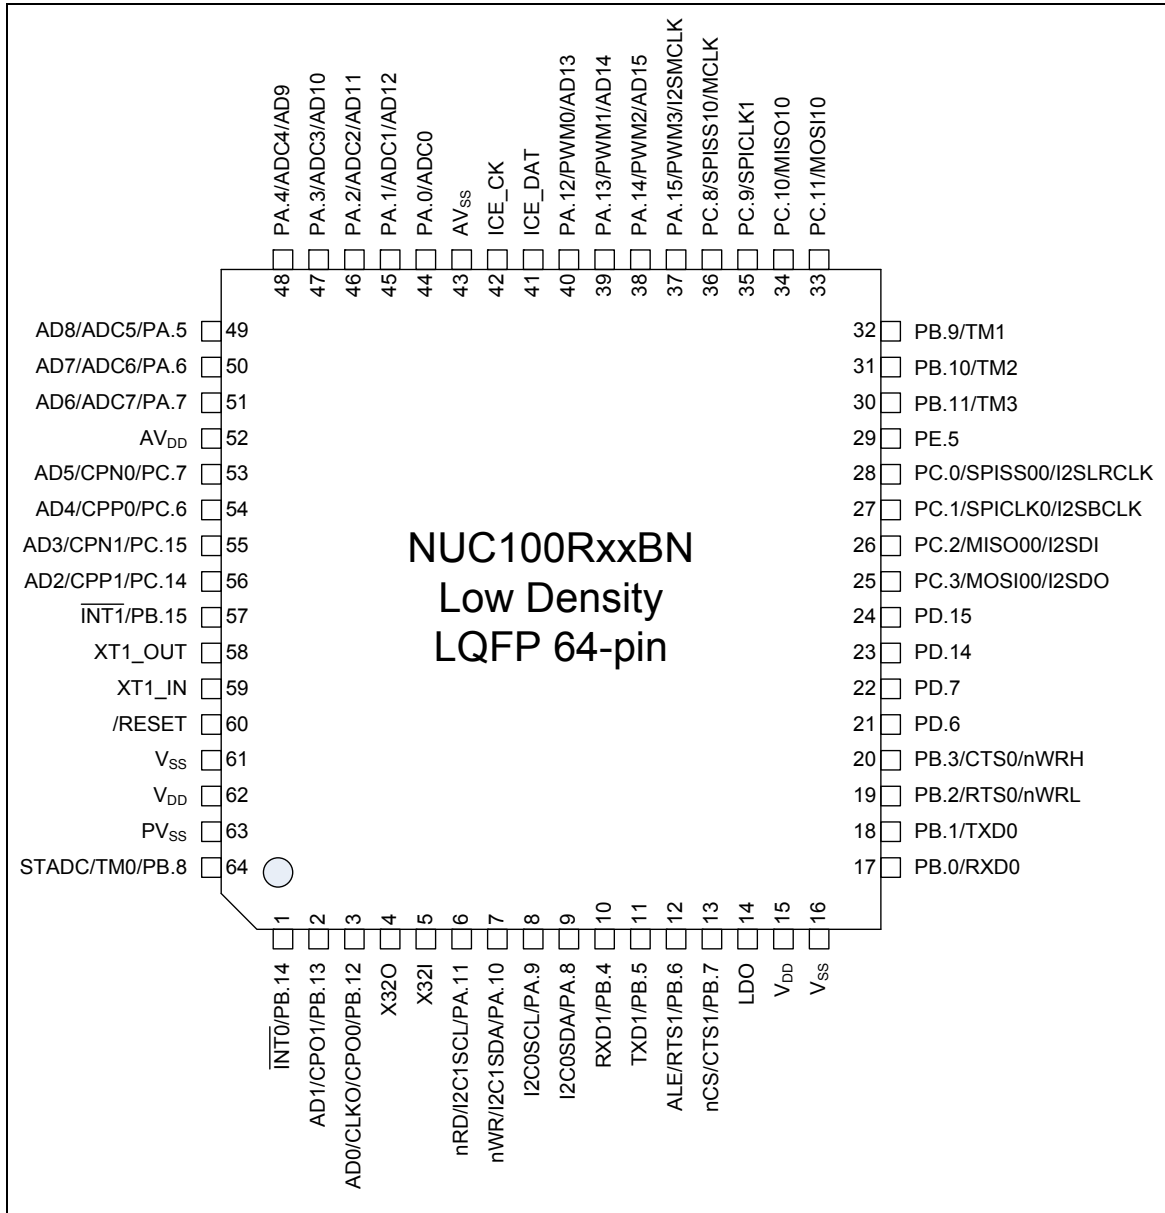 PA.4/ADC4/AD9
PA.3/ADC3/AD10
PA.2/ADC2/AD11
PA.1/ADC1/AD12
PA.0/ADC0
AVSS
ICE_CK
ICE_DAT
PA.12/PWM0/AD13
PA.13/PWM1/AD14
PA.14/PWM2/AD15
PA.15/PWM3/I2SMCLK
PC.8/SPISS10/MCLK
PC.9/SPICLK1
PC.10/MISO10
PC.11/MOSI10
48
47
46
45
44
43
42
41
40
39
38
37
36
35
34
33
AD8/ADC5/PA.5 49
AD7/ADC6/PA.6 50
AD6/ADC7/PA.7 51
AVDD 52
AD5/CPN0/PC.7 53
AD4/CPP0/PC.6 54
AD3/CPN1/PC.15 55
AD2/CPP1/PC.14 56
INT1/PB.15 57
XT1_OUT 58
XT1_IN 59
/RESET 60
VSS 61
VDD 62
PVSS 63
STADC/TM0/PB.8 64
NUC100RxxBN
Low Density
LQFP 64-pin
32 PB.9/TM1
31 PB.10/TM2
30 PB.11/TM3
29 PE.5
28 PC.0/SPISS00/I2SLRCLK
27 PC.1/SPICLK0/I2SBCLK
26 PC.2/MISO00/I2SDI
25 PC.3/MOSI00/I2SDO
24 PD.15
23 PD.14
22 PD.7
21 PD.6
20 PB.3/CTS0/nWRH
19 PB.2/RTS0/nWRL
18 PB.1/TXD0
17 PB.0/RXD0
1
2
3
4
5
6
7
8
9
10
11
12
13
14
15
16
INT0/PB.14
AD1/CPO1/PB.13
AD0/CLKO/CPO0/PB.12
X32O
X32I
nRD/I2C1SCL/PA.11
nWR/I2C1SDA/PA.10
I2C0SCL/PA.9
I2C0SDA/PA.8
RXD1/PB.4
TXD1/PB.5
ALE/RTS1/PB.6
nCS/CTS1/PB.7
LDO
VDD
VSS